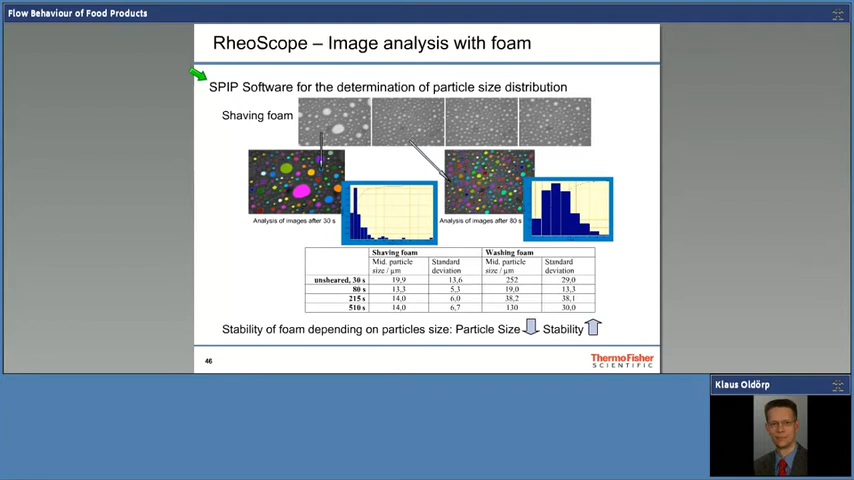 Flow Behaviour of Food Products
RheoScope – Image analysis with foam
SPIP Software for the determination of particle size distribution
Shaving foam
Analysis of images after 30 s
Analysis of images after 80 s
Shaving foam Washing foam
Mid. particle size / µm Standard deviation Mid. particle size / µm Standard deviation
unsheared, 30 s 19,9 13,6 252 29,0
80 s 13,3 5,3 19,0 13,3
215 s 14,0 6,0 38,2 38,1
510 s 14,0 6,7 130 30,0
Stability of foam depending on particles size: Particle Size Stability
46
ThermoFisher
SCIENTIFIC
Klaus Oldörp